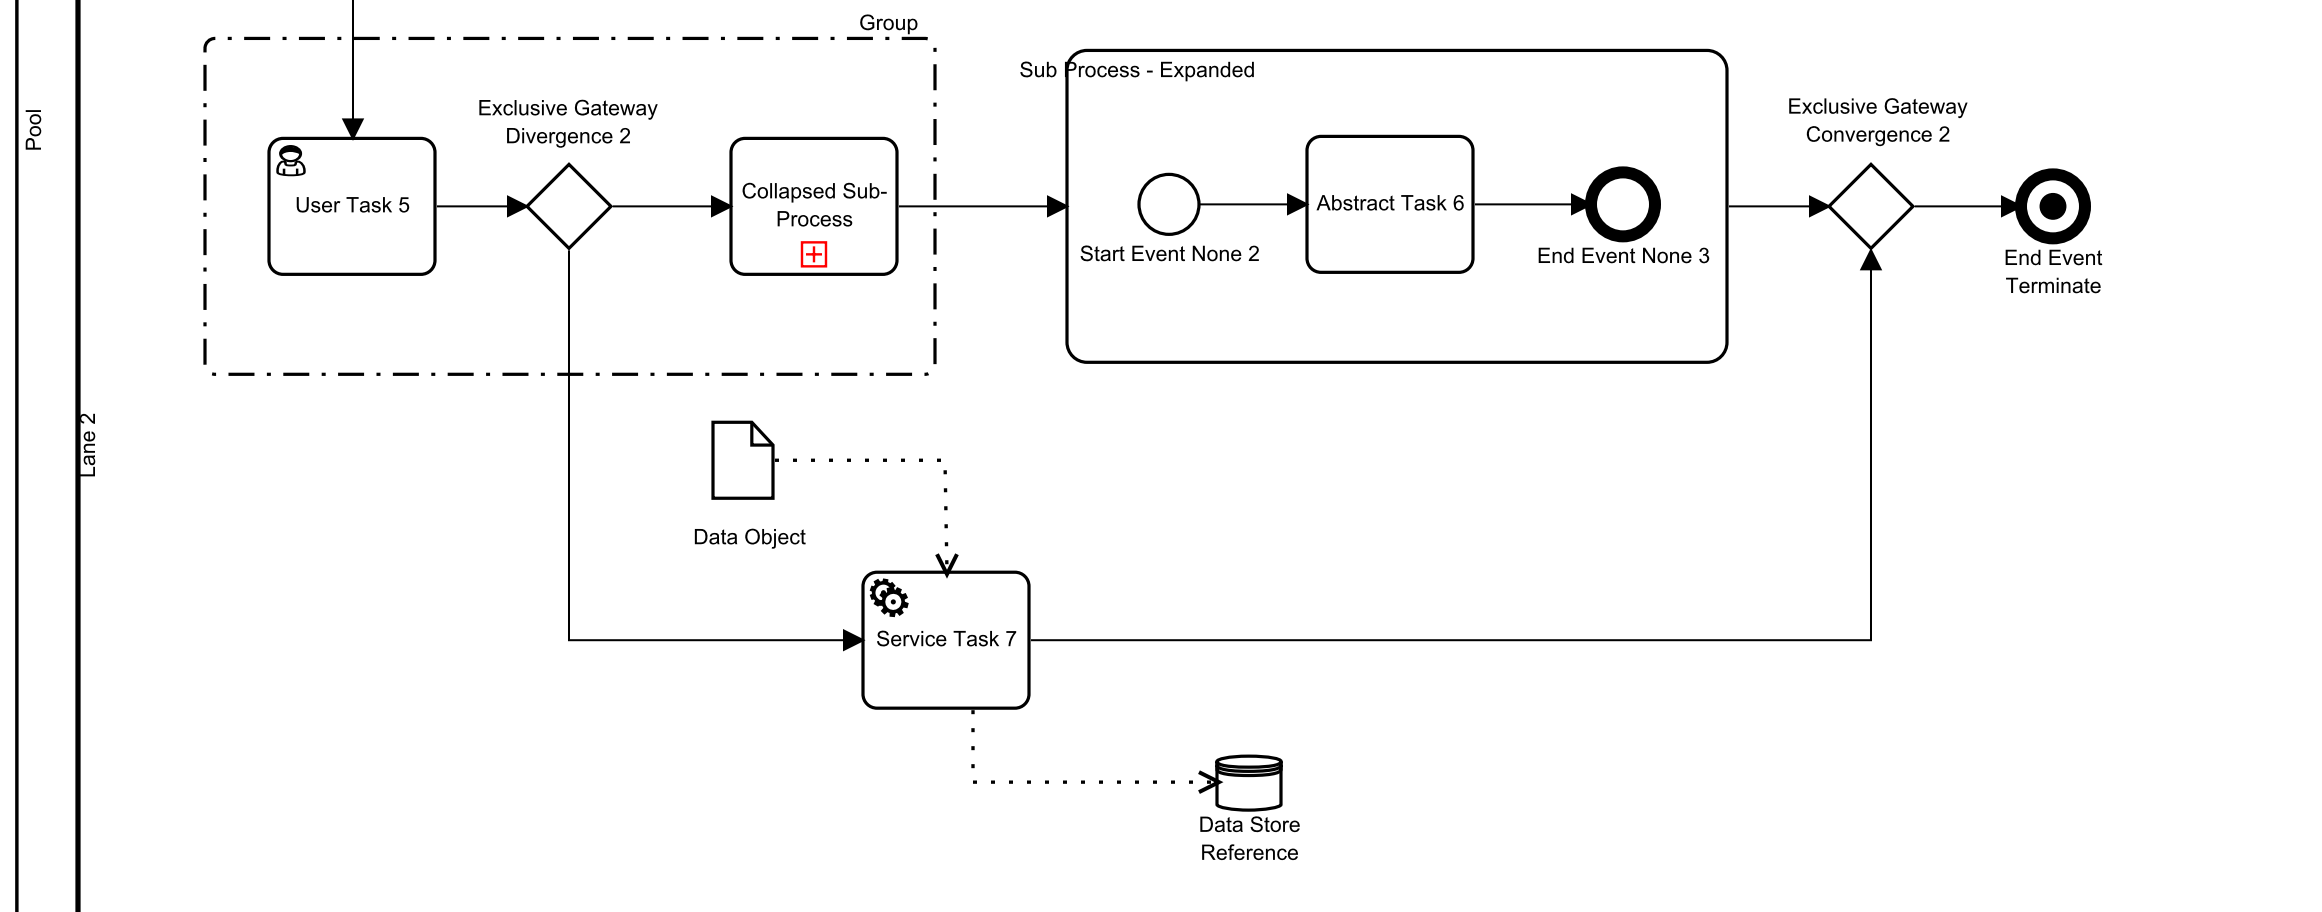 Group
Pool
Sub Process - Expanded
Exclusive Gateway
Divergence 2
Exclusive Gateway
Convergence 2
User Task 5
Collapsed Sub-
Process
Abstract Task 6
Start Event None 2
End Event None 3
End Event
Terminate
Lane 2
Data Object
Service Task 7
Data Store
Reference